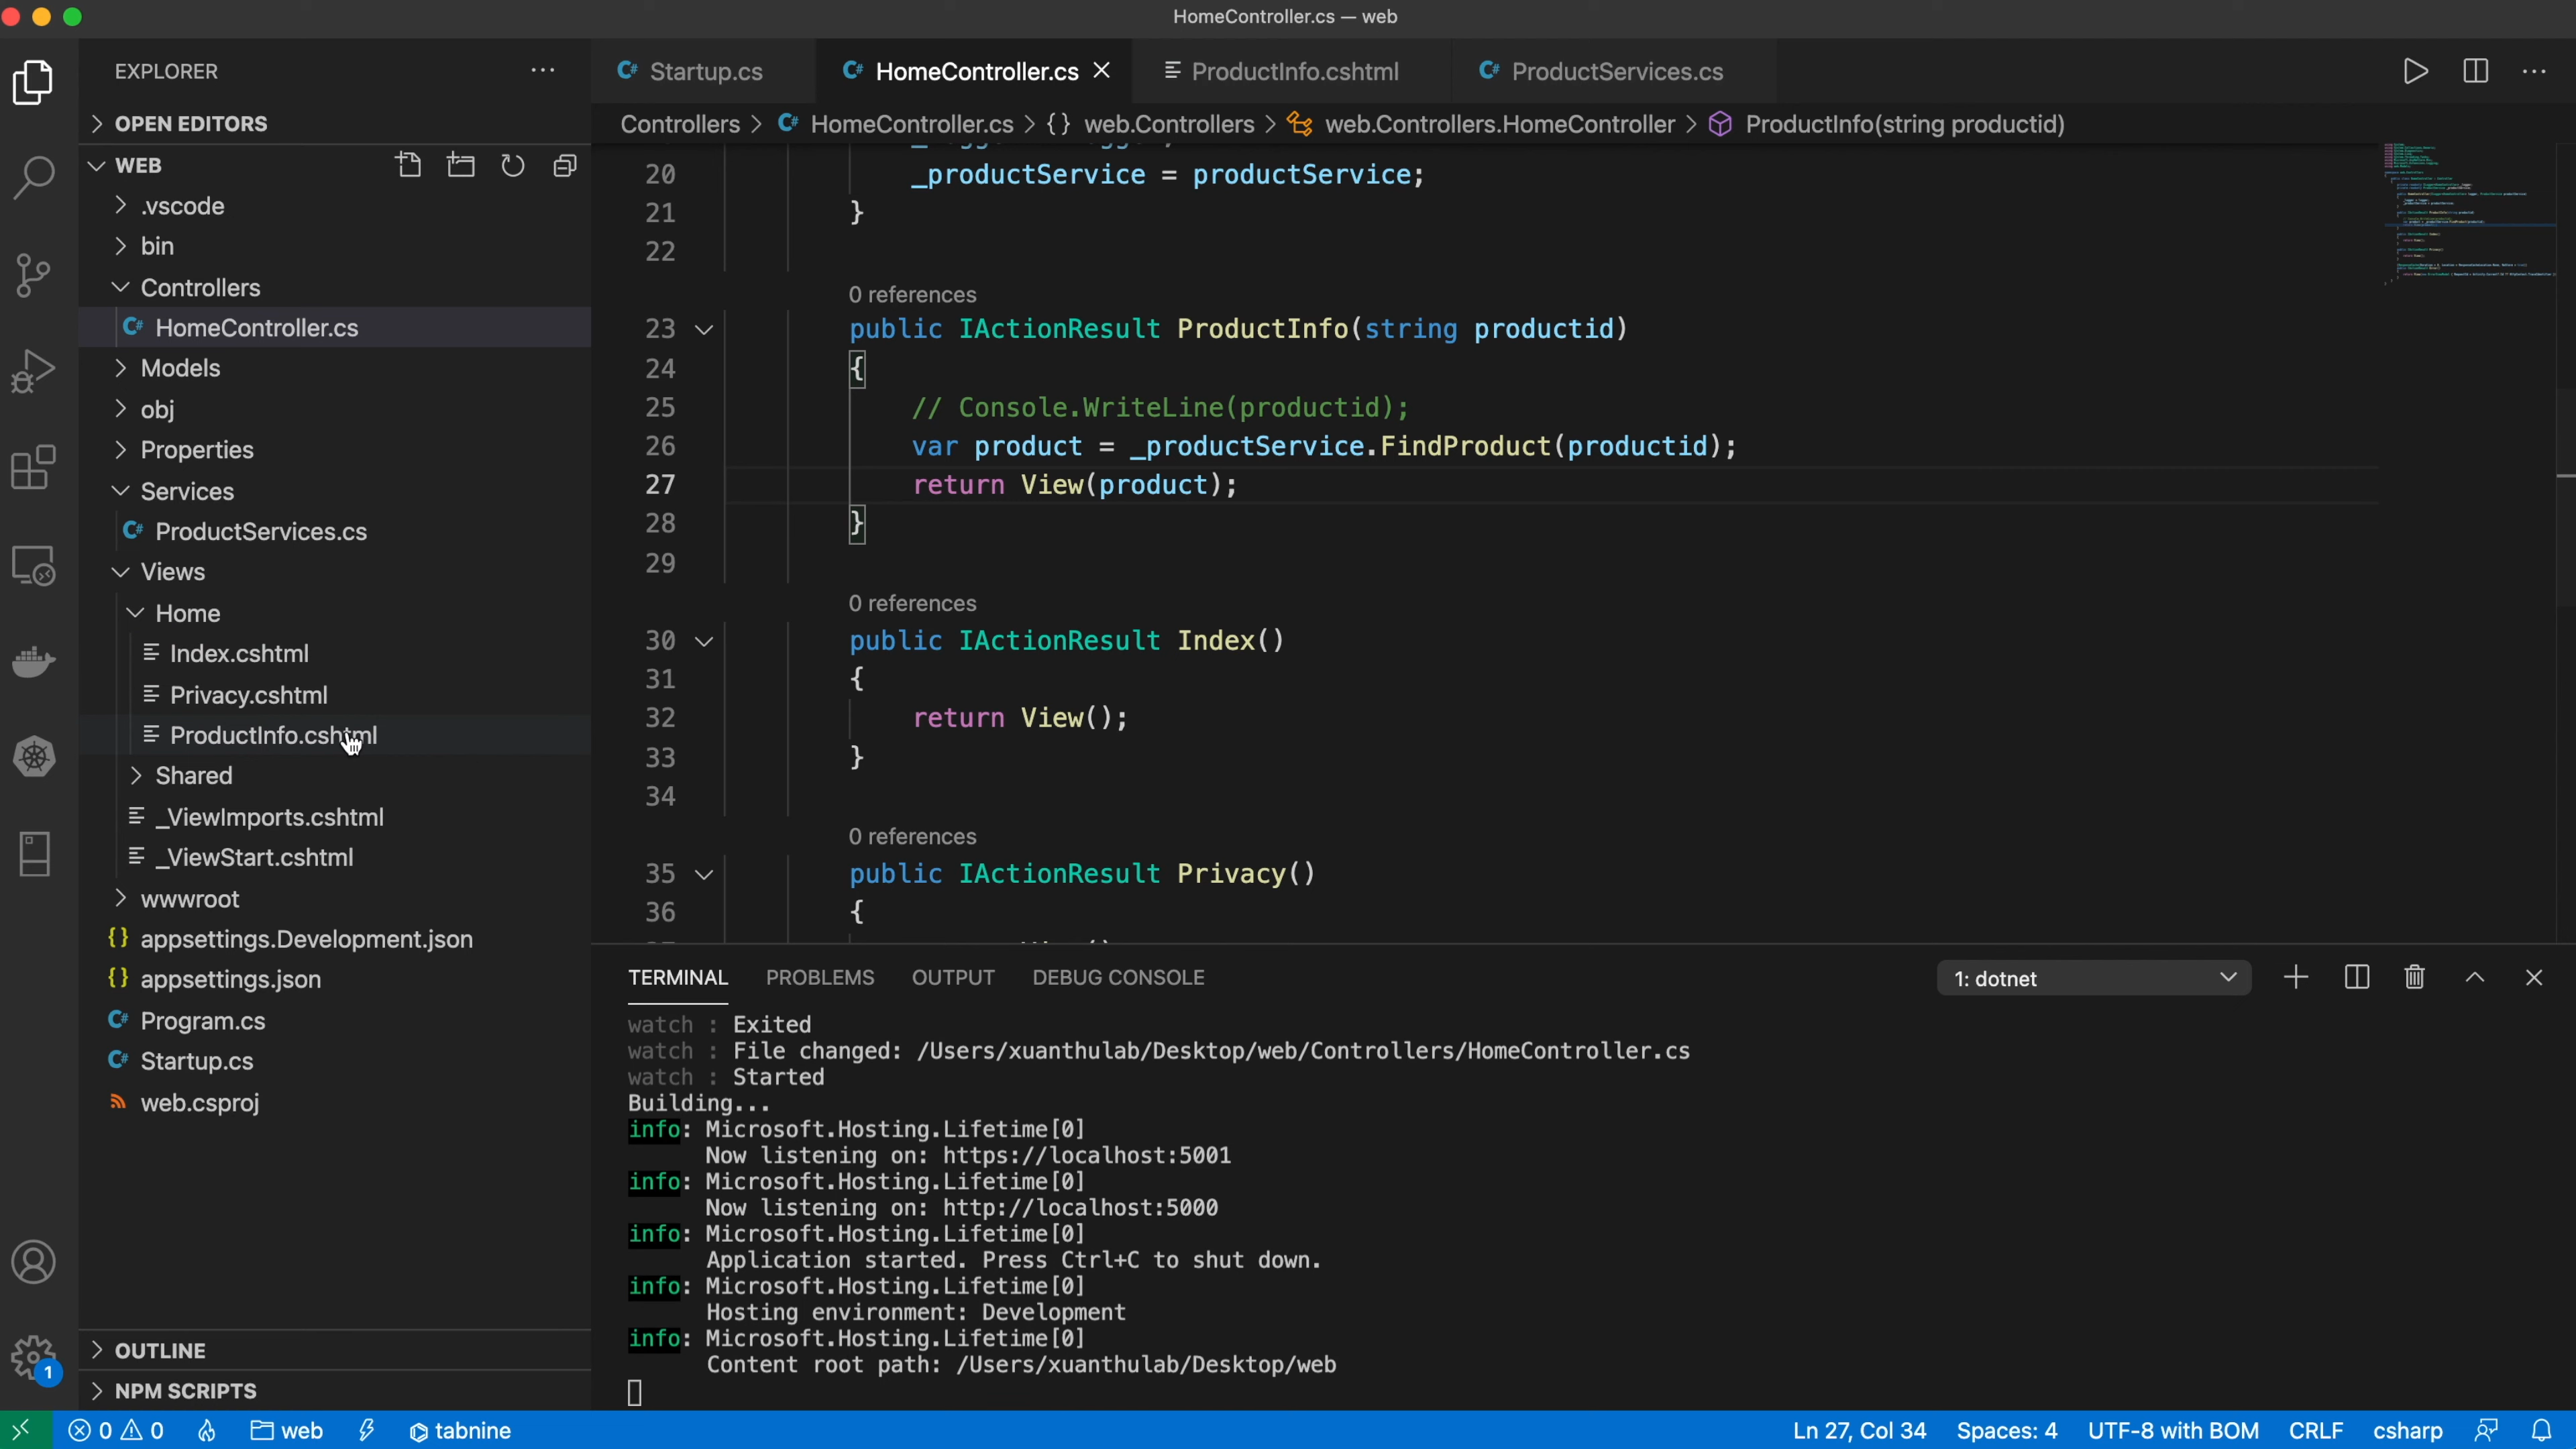 HomeController.cs — web
EXPLORER
OPEN EDITORS
WEB
.vscode
bin
Controllers
HomeController.cs
Models
obj
Properties
Services
ProductServices.cs
Views
Home
Index.cshtml
Privacy.cshtml
ProductInfo.cshtml
Shared
_ViewImports.cshtml
_ViewStart.cshtml
wwwroot
{} appsettings.Development.json
{} appsettings.json
C# Program.cs
C# Startup.cs
web.csproj
OUTLINE
NPM SCRIPTS
C# Startup.cs C# HomeController.cs ProductInfo.cshtml C# ProductServices.cs
Controllers > C# HomeController.cs > {} web.Controllers > web.Controllers.HomeController > ProductInfo(string productid)
20 _productService = productService;
21 }
22
0 references
23 public IActionResult ProductInfo(string productid)
24 {
25 // Console.WriteLine(productid);
26 var product = _productService.FindProduct(productid);
27 return View(product);
28 }
29
0 references
30 public IActionResult Index()
31 {
32 return View();
33 }
34
0 references
35 public IActionResult Privacy()
36 {
TERMINAL PROBLEMS OUTPUT DEBUG CONSOLE 1: dotnet
watch : Exited
watch : File changed: /Users/xuanthulab/Desktop/web/Controllers/HomeController.cs
watch : Started
Building...
info: Microsoft.Hosting.Lifetime[0]
Now listening on: https://localhost:5001
info: Microsoft.Hosting.Lifetime[0]
Now listening on: http://localhost:5000
info: Microsoft.Hosting.Lifetime[0]
Application started. Press Ctrl+C to shut down.
info: Microsoft.Hosting.Lifetime[0]
Hosting environment: Development
info: Microsoft.Hosting.Lifetime[0]
Content root path: /Users/xuanthulab/Desktop/web
1
0 0 web tabnine Ln 27, Col 34 Spaces: 4 UTF-8 with BOM CRLF csharp